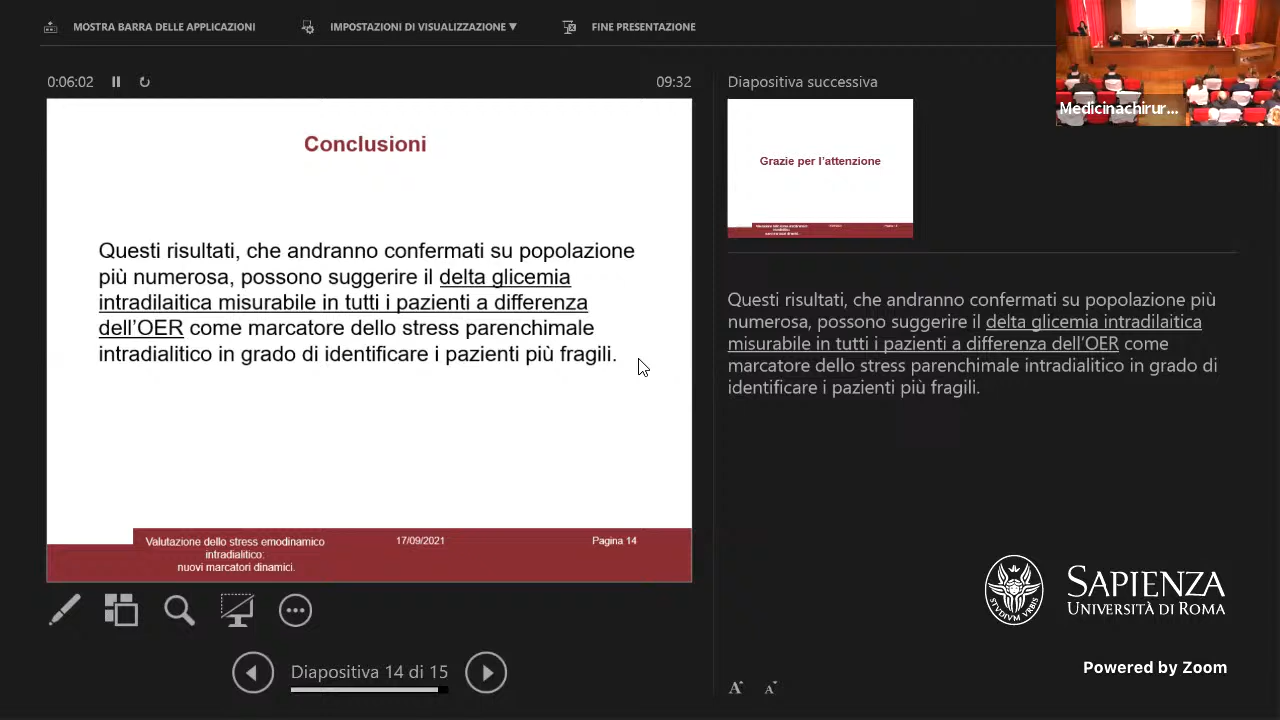 MOSTRA BARRA DELLE APPLICAZIONI
IMPOSTAZIONI DI VISUALIZZAZIONE ▼
FINE PRESENTAZIONE
0:06:02
09:32
Conclusioni
Questi risultati, che andranno confermati su popolazione
più numerosa, possono suggerire il delta glicemia
intradilaitica misurabile in tutti i pazienti a differenza
dell'OER come marcatore dello stress parenchimale
intradialitico in grado di identificare i pazienti più fragili.
Valutazione dello stress emodinamico
intradialitico:
nuovi marcatori dinamici.
17/09/2021
Pagina 14
Diapositiva 14 di 15
Diapositiva successiva
Grazie per l'attenzione
Questi risultati, che andranno confermati su popolazione più
numerosa, possono suggerire il delta glicemia intradilaitica
misurabile in tutti i pazienti a differenza dell'OER come
marcatore dello stress parenchimale intradialitico in grado di
identificare i pazienti più fragili.
A A
Medicinachirur...
STVDIVM VRBIS
SAPIENZA
UNIVERSITÀ DI ROMA
Powered by Zoom